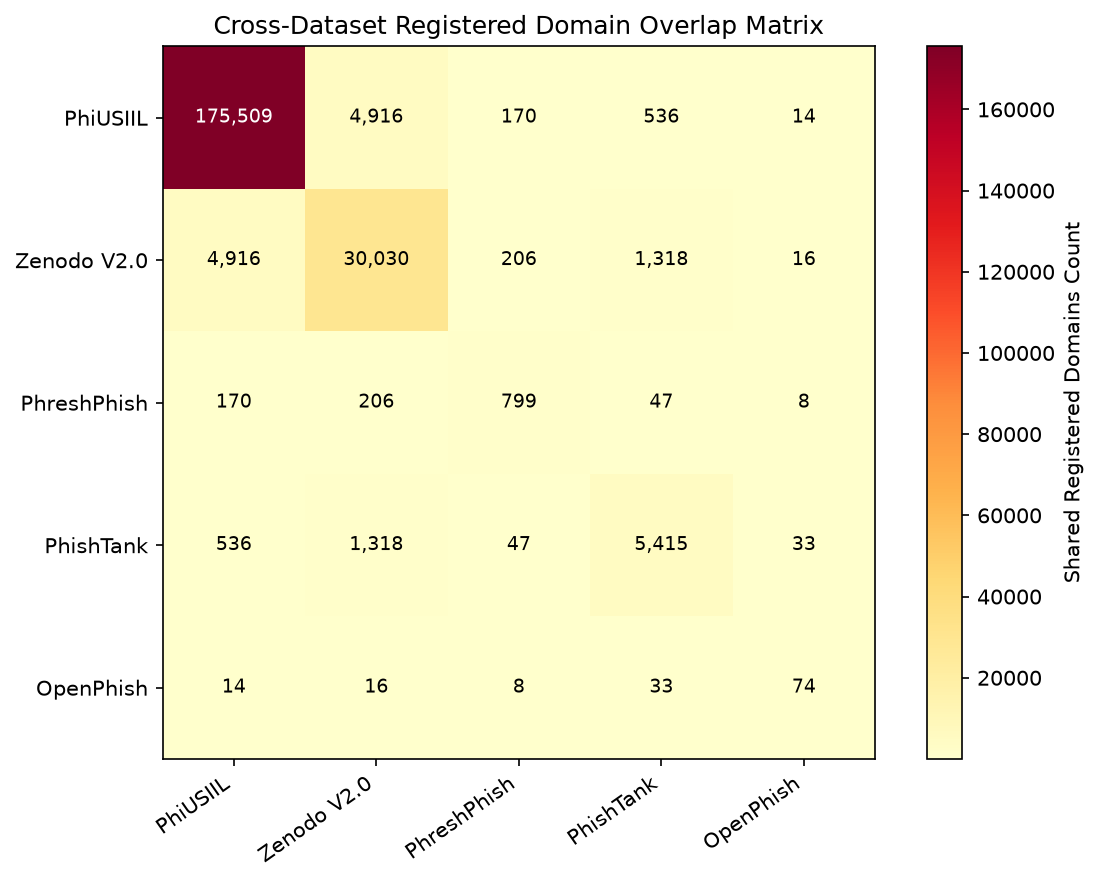 Cross-Dataset Registered Domain Overlap Matrix
PhiUSIIL 175,509 4,916 170 536 14
Zenodo V2.0 4,916 30,030 206 1,318 16
PhreshPhish 170 206 799 47 8
PhishTank 536 1,318 47 5,415 33
OpenPhish 14 16 8 33 74
PhiUSIIL Zenodo V2.0 PhreshPhish PhishTank OpenPhish
160000
140000
120000
100000
80000
60000
40000
20000
Shared Registered Domains Count